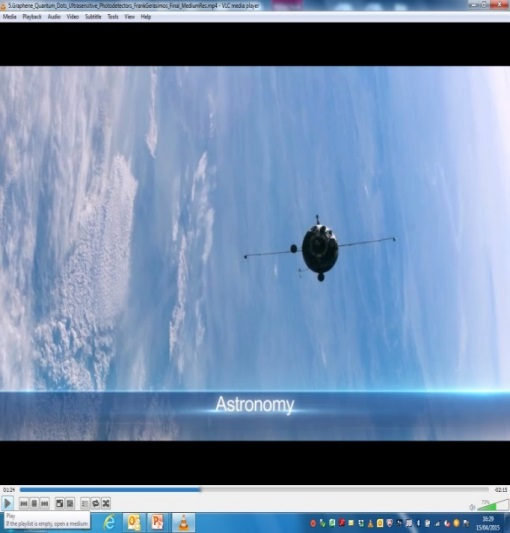 5.Graphene_Quantum_Dots_Ultrasensitive_Photodetectors_FrankGerasimos_Final_MediumRes.mp4 - VLC media player
Media Playback Audio Video Subtitle Tools View Help
Astronomy
01:24
-02:10
Play
If the playlist is empty, open a medium
16:29
15/04/2015